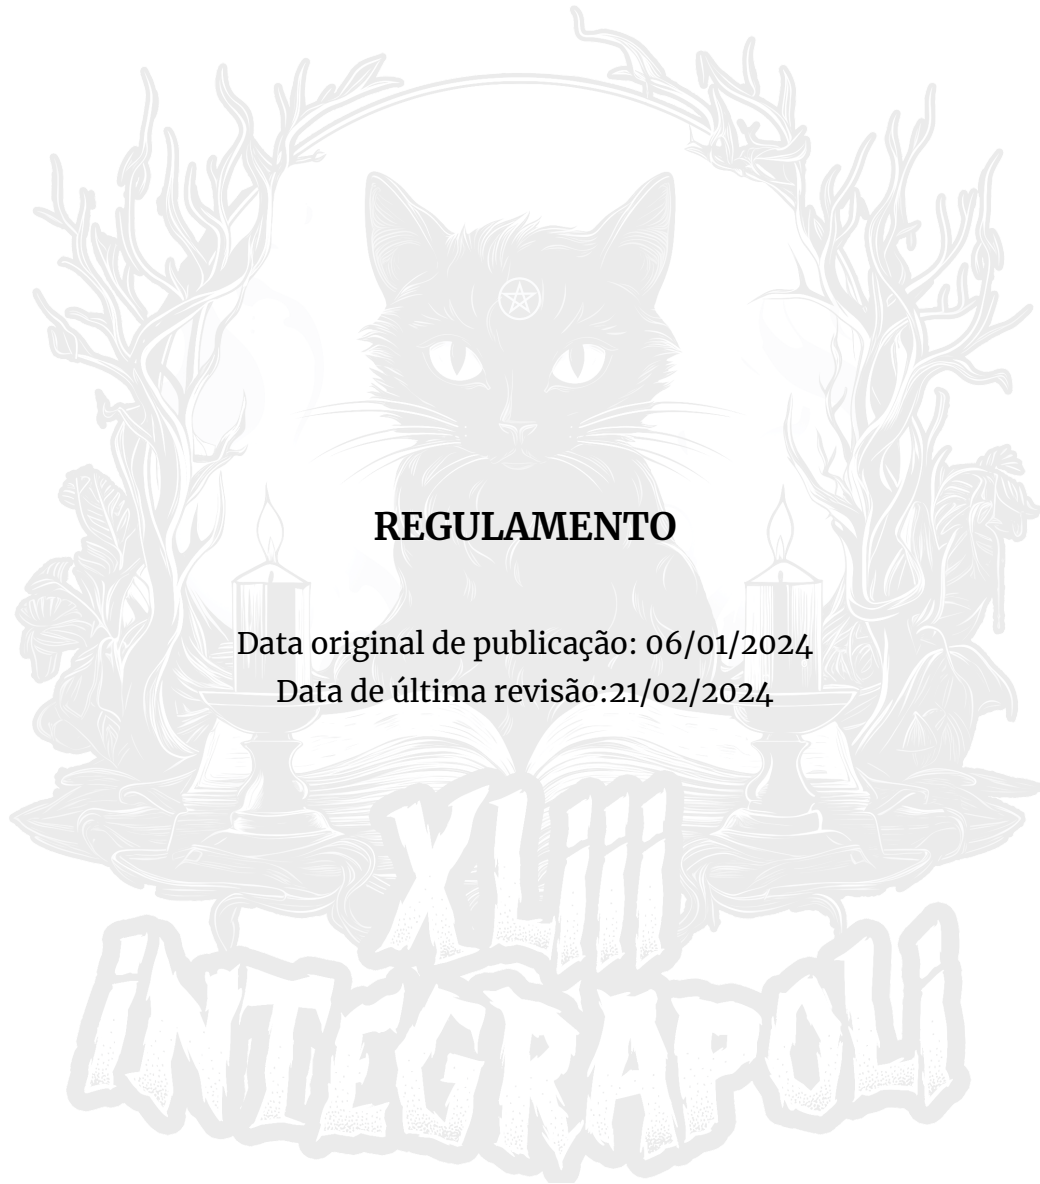 REGULAMENTO
Data original de publicação: 06/01/2024
Data de última revisão:21/02/2024
XLiii
iNTEGRAPOLi